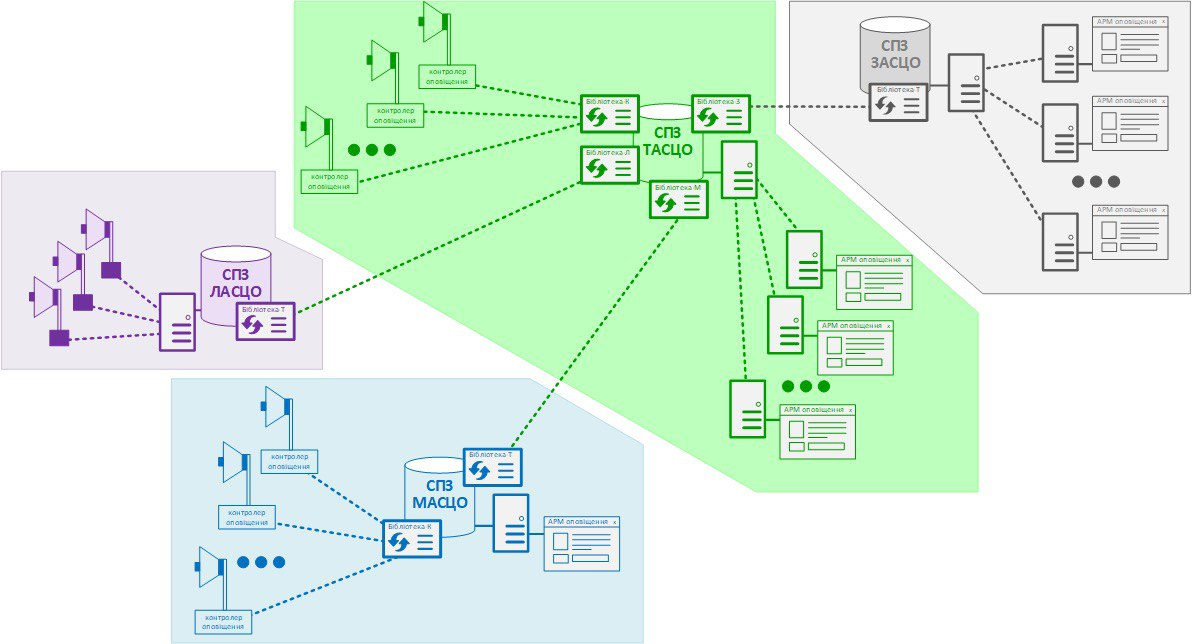 контролер
оповіщення
контролер
оповіщення
контролер
оповіщення
Бібліотека К
Бібліотека З
СПЗ
ТАСЦО
Бібліотека Л
Бібліотека М
АРМ оповіщення x
АРМ оповіщення x
АРМ оповіщення x
СПЗ
ЗАСЦО
Бібліотека Т
АРМ оповіщення x
АРМ оповіщення x
АРМ оповіщення x
СПЗ
ЛАСЦО
Бібліотека Т
контролер
оповіщення
контролер
оповіщення
контролер
оповіщення
Бібліотека Т
СПЗ
МАСЦО
Бібліотека К
АРМ оповіщення x